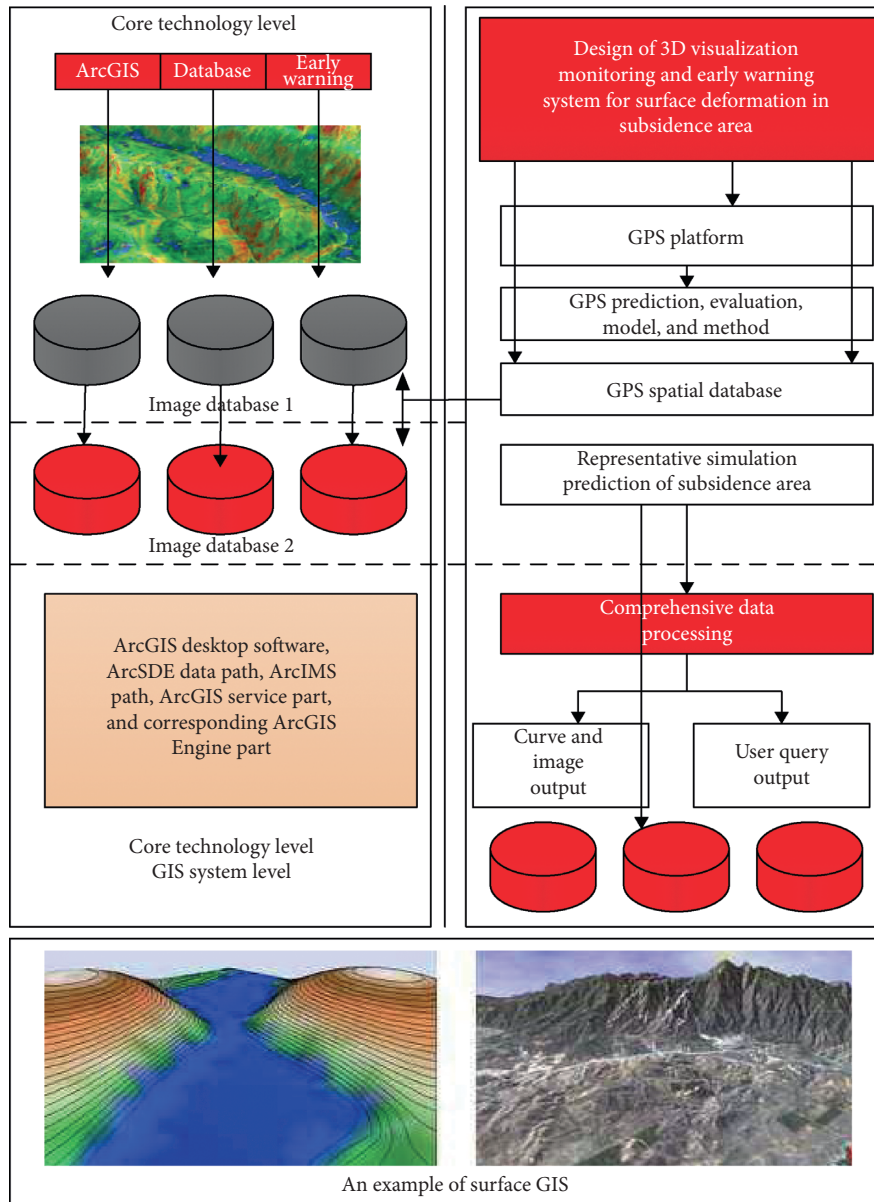 Core technology level
ArcGIS
Database
Early
warning
Image database 1
Image database 2
ArcGIS desktop software,
ArcSDE data path, ArcIMS
path, ArcGIS service part,
and corresponding ArcGIS
Engine part
Core technology level
GIS system level
Design of 3D visualization
monitoring and early warning
system for surface deformation in
subsidence area
GPS platform
GPS prediction, evaluation,
model, and method
GPS spatial database
Representative simulation
prediction of subsidence area
Comprehensive data
processing
Curve and
image
output
User query
output
An example of surface GIS